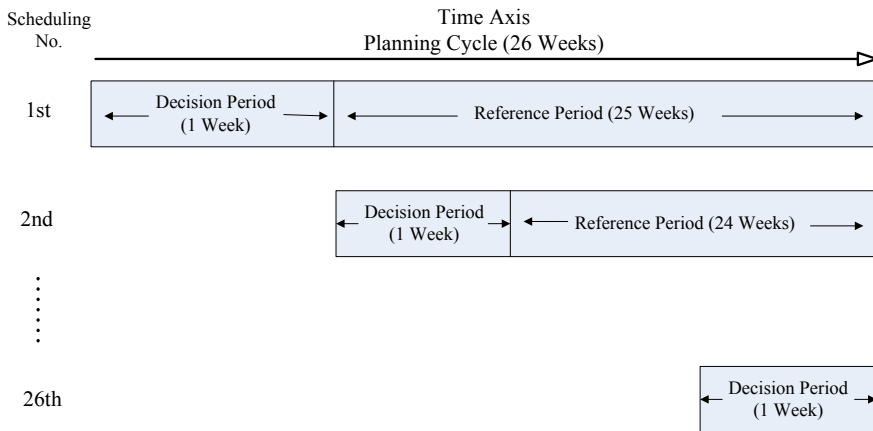 Scheduling
No.
Time Axis
Planning Cycle (26 Weeks)
1st
Decision Period
(1 Week)
Reference Period (25 Weeks)
2nd
Decision Period
(1 Week)
Reference Period (24 Weeks)
26th
Decision Period
(1 Week)